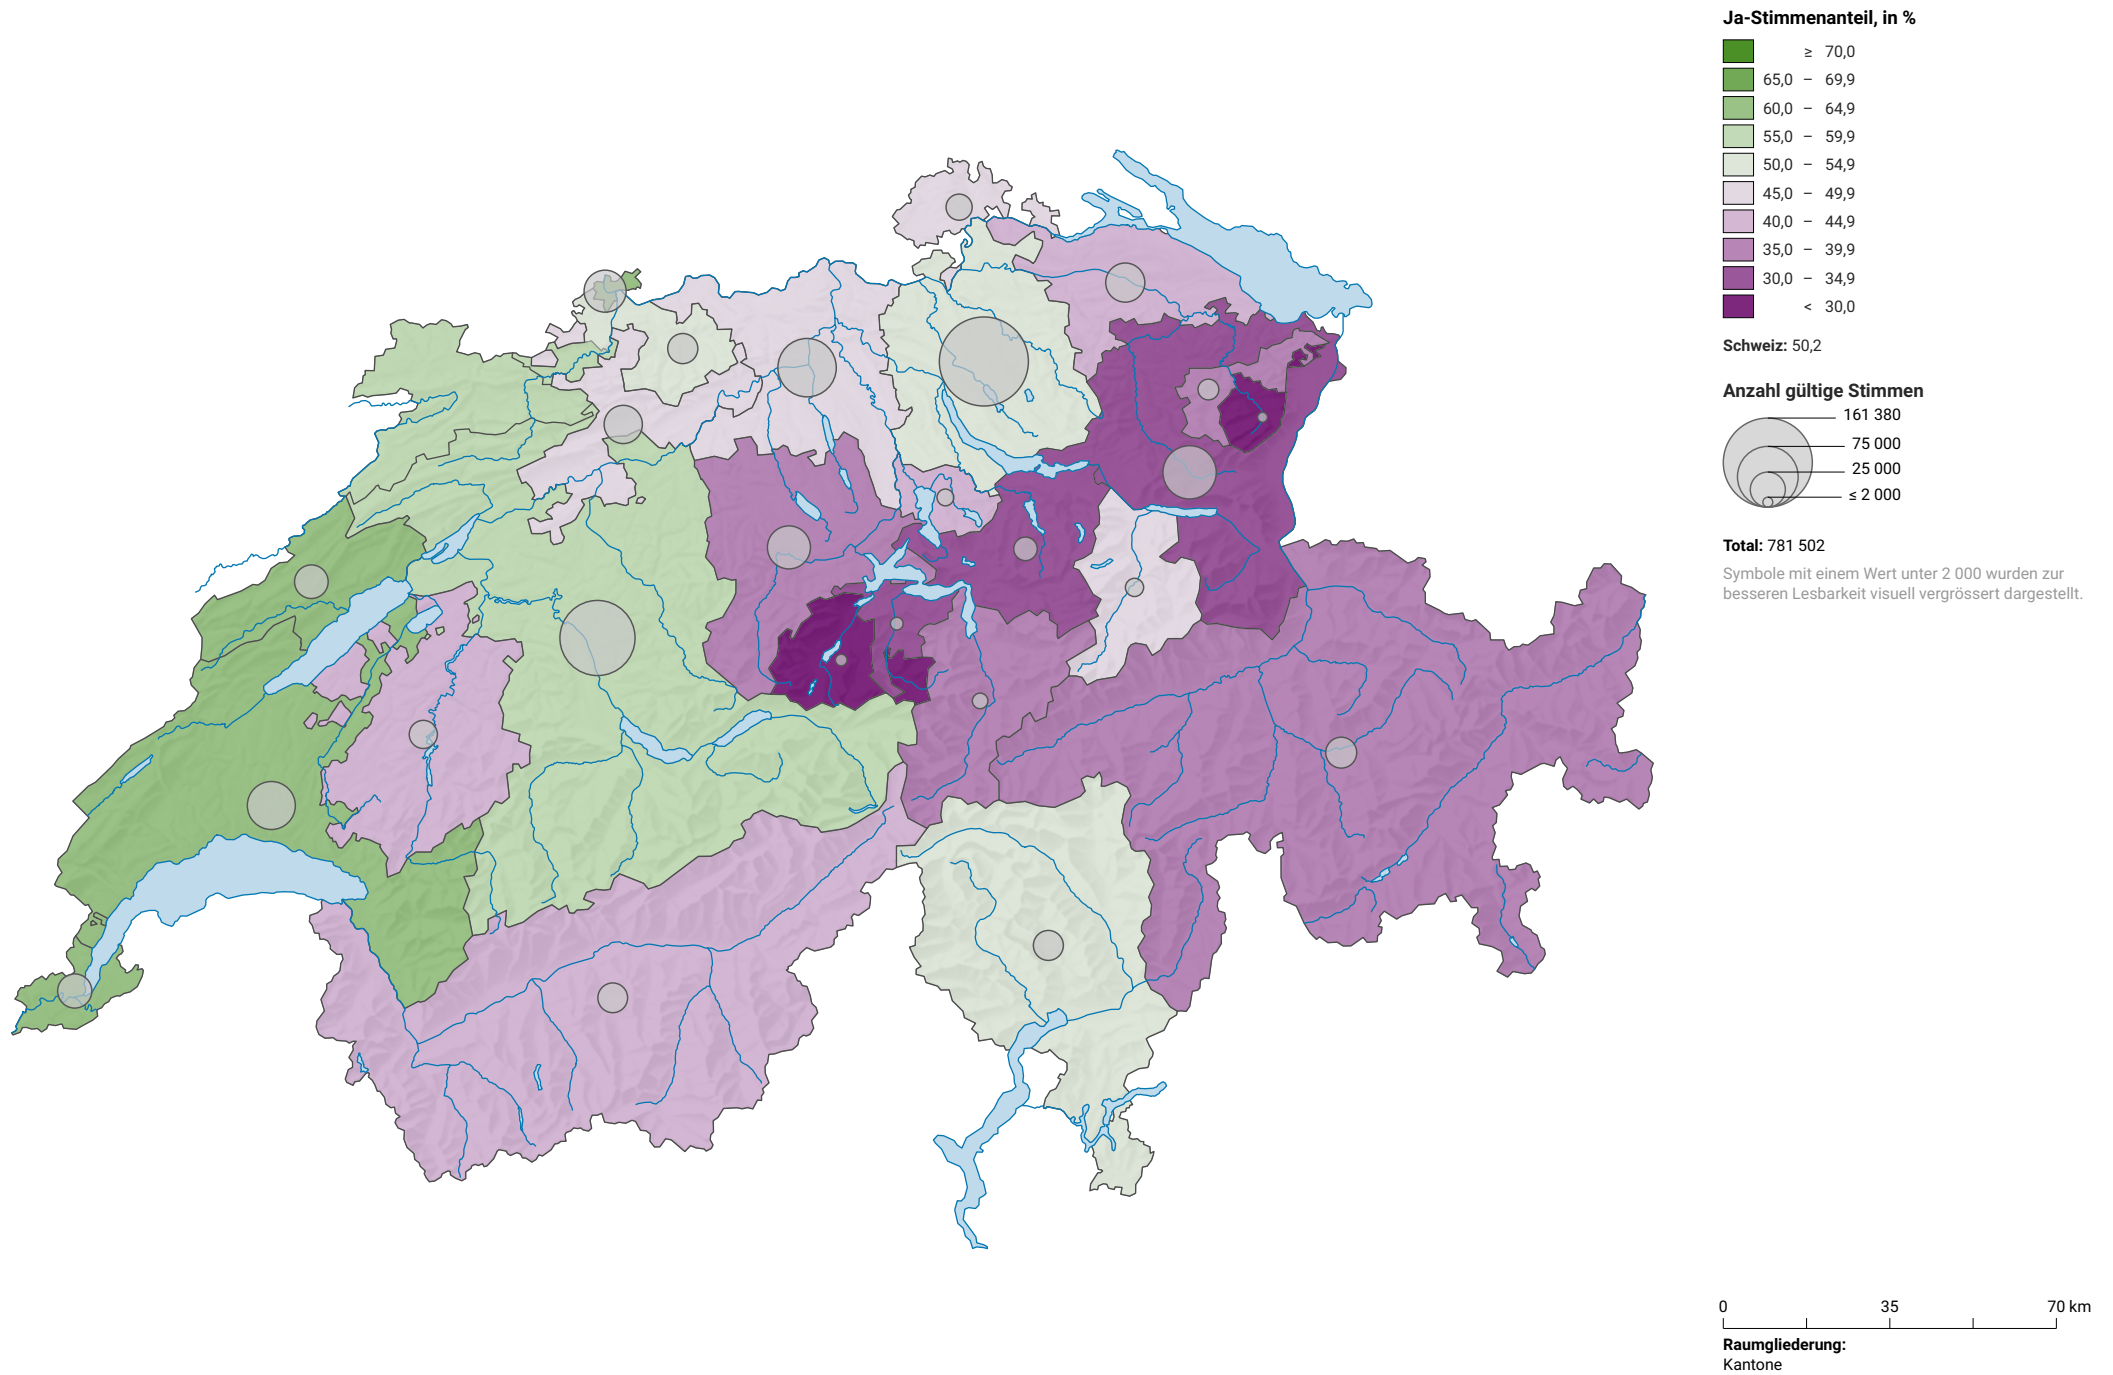 Ja-Stimmenanteil, in %
≥ 70,0
65,0 – 69,9
60,0 – 64,9
55,0 – 59,9
50,0 – 54,9
45,0 – 49,9
40,0 – 44,9
35,0 – 39,9
30,0 – 34,9
< 30,0
Schweiz: 50,2
Anzahl gültige Stimmen
161 380
75 000
25 000
≤ 2 000
Total: 781 502
Symbole mit einem Wert unter 2 000 wurden zur
besseren Lesbarkeit visuell vergrössert dargestellt.
0 35 70 km
Raumgliederung:
Kantone